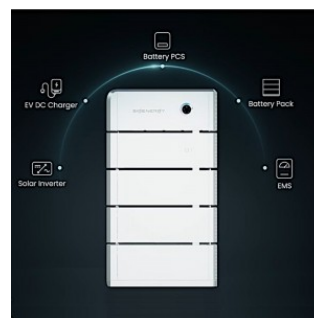 Battery PCS
EV DC Charger
Battery Pack
Solar Inverter
EMS